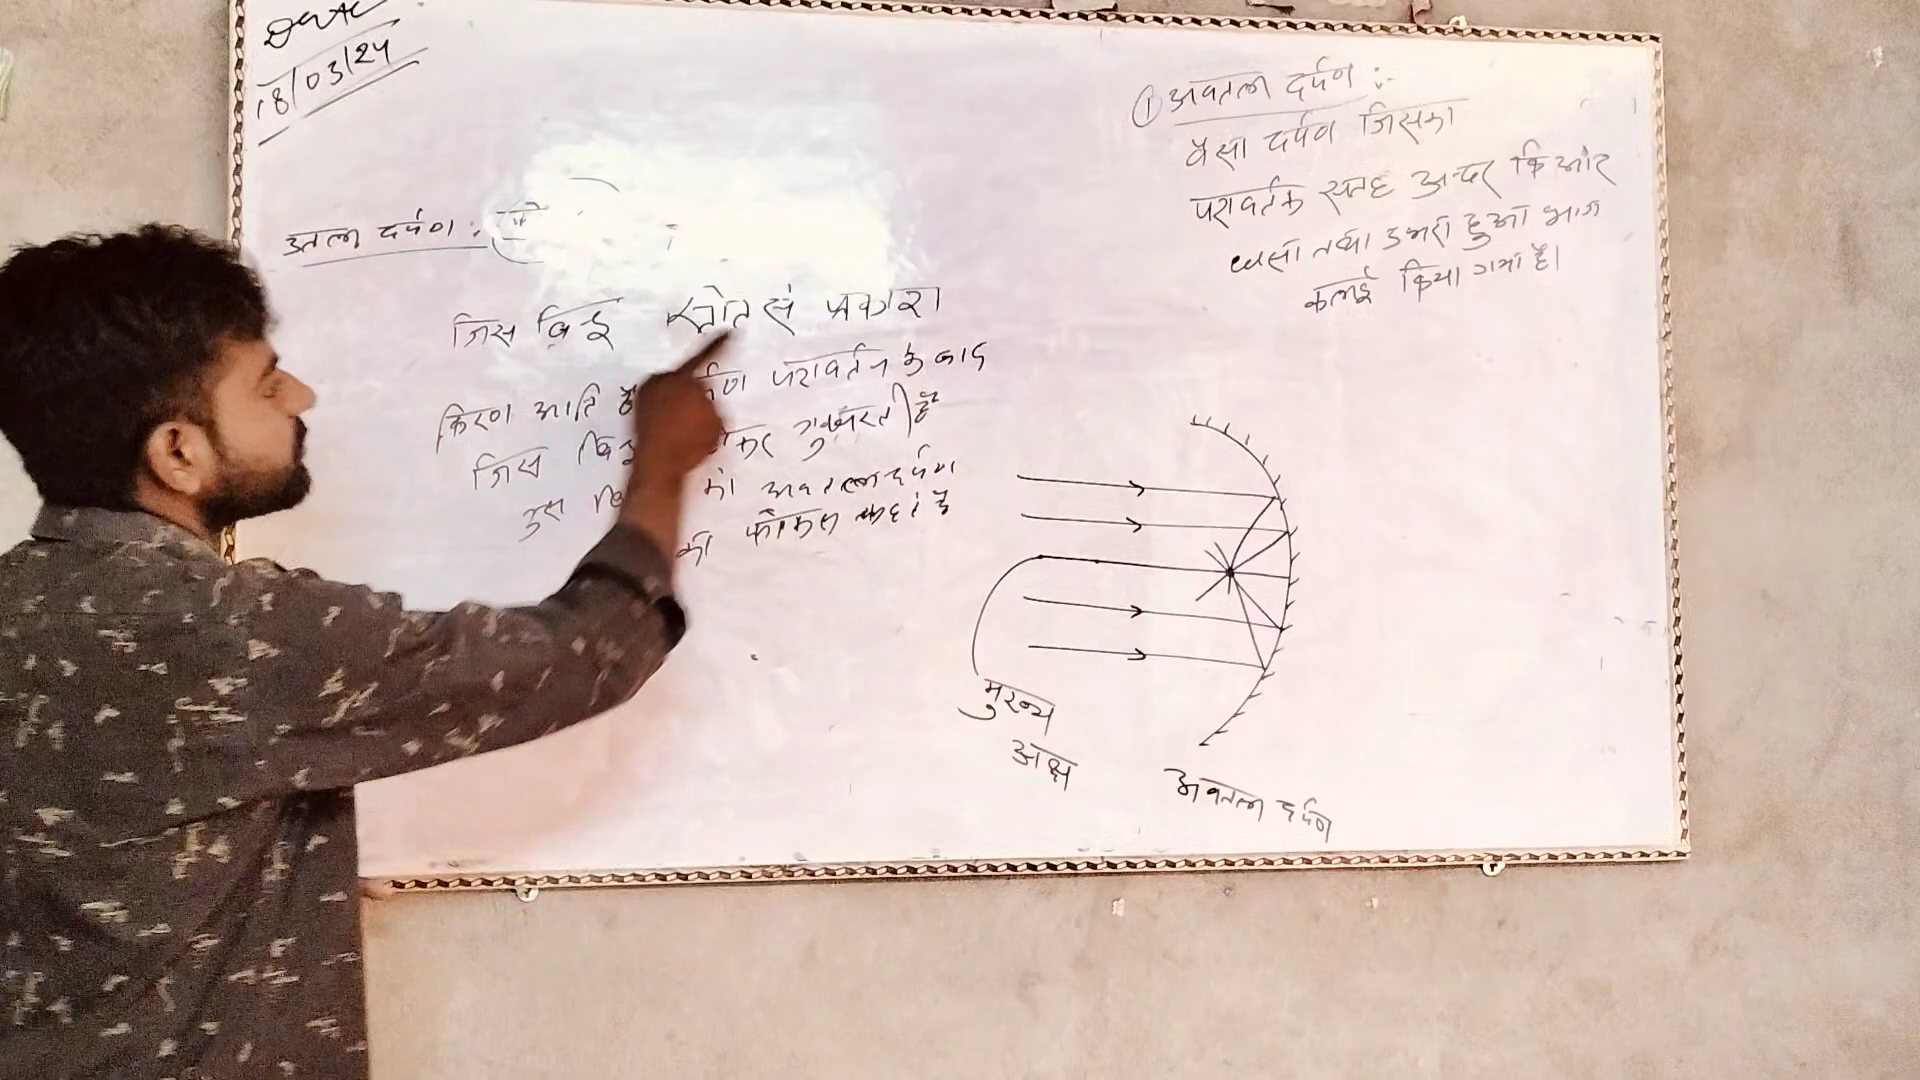 Date
18/03/24
उतल दर्पण :
जिस बिन्दु स्त्रोत से प्रकाश
किरण आति है परावर्तन के बाद
जिस होकर गुजरती है
उस को अवतल दर्पण
का फोकस कहते है
① अवतल दर्पण :-
वैसा दर्पण जिसका
परावर्तक सतह अन्दर कि ओर
धसा तथा उभरा हुआ भाग
कलई किया गया है।
मुख्य
अक्ष
अवतल दर्पण